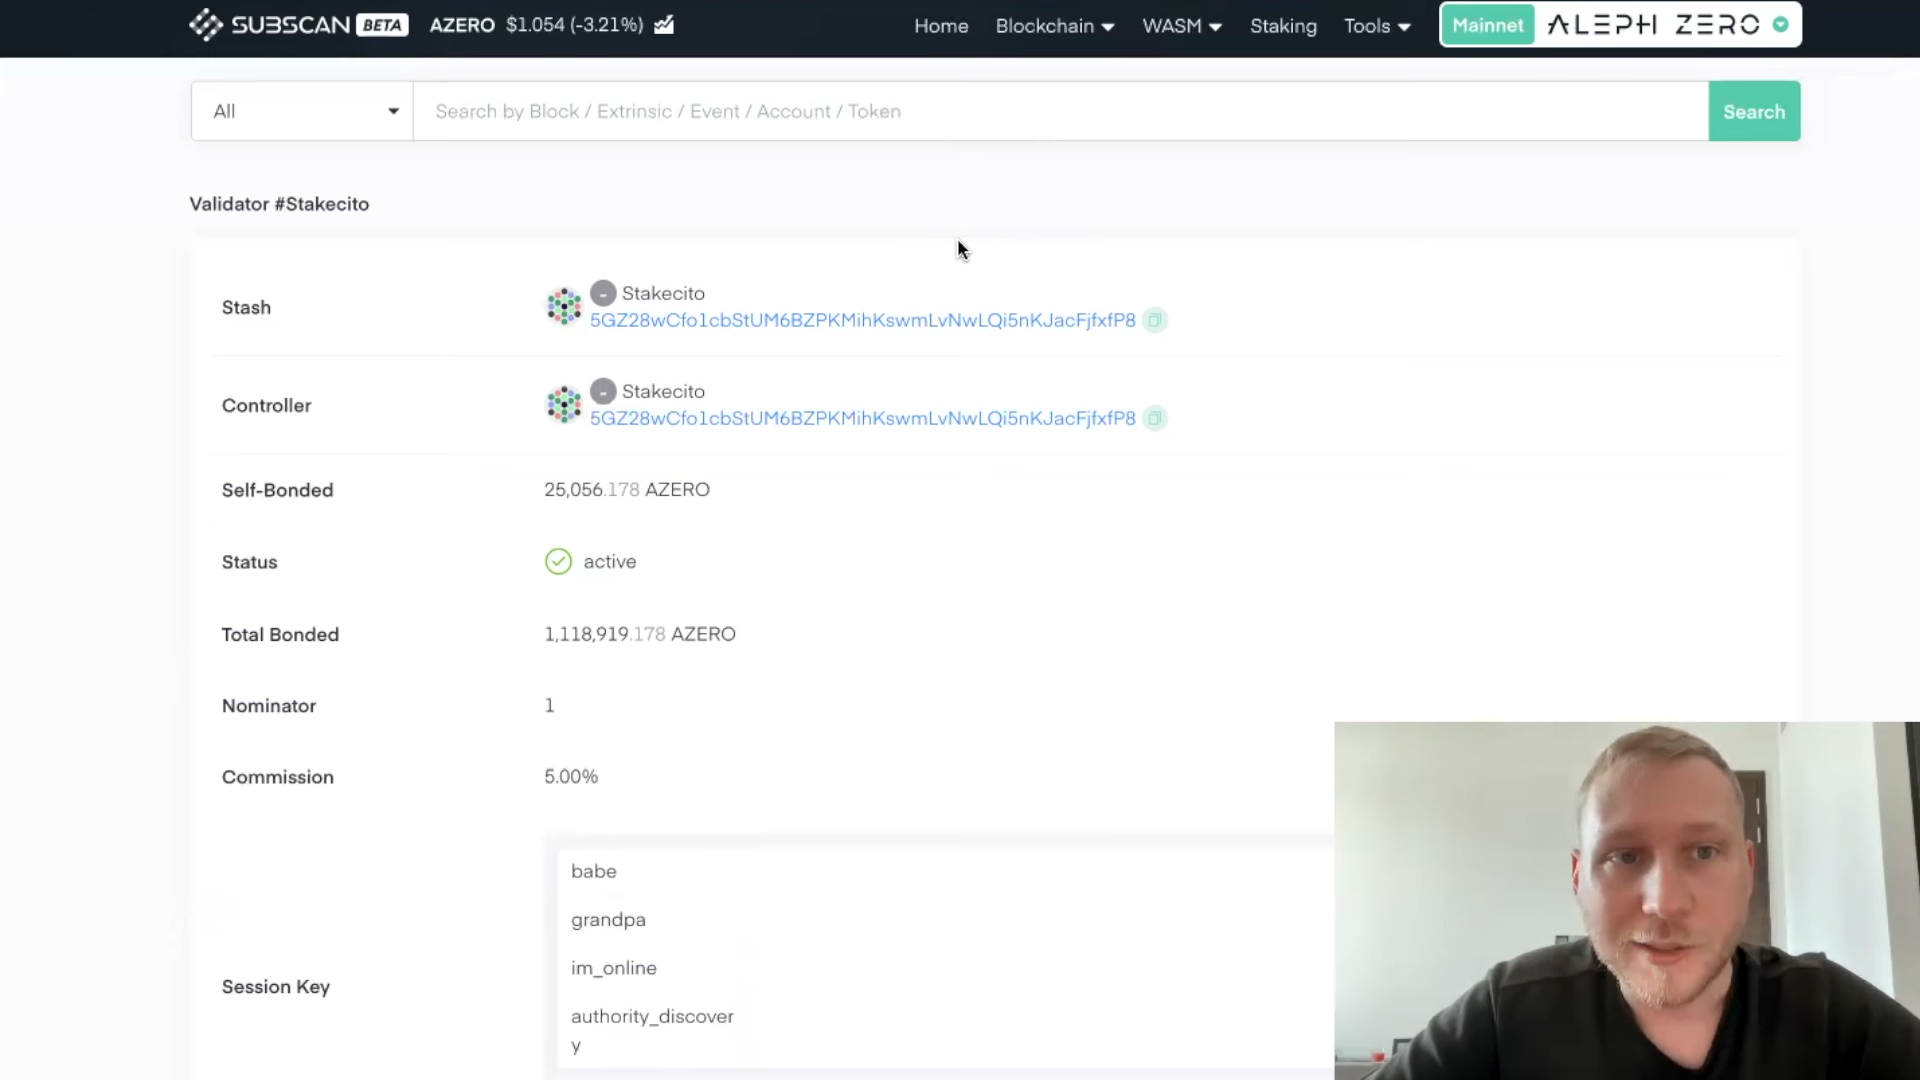 SUBSCAN BETA AZERO $1.054 (-3.21%) Home Blockchain WASM Staking Tools Mainnet ALEPH ZERO
All Search by Block / Extrinsic / Event / Account / Token Search
Validator #Stakecito
Stash - Stakecito
5GZ28wCfo1cbStUM6BZPKMihKswmLvNwLQi5nKJacFjfxfP8
Controller - Stakecito
5GZ28wCfo1cbStUM6BZPKMihKswmLvNwLQi5nKJacFjfxfP8
Self-Bonded 25,056.178 AZERO
Status active
Total Bonded 1,118,919.178 AZERO
Nominator 1
Commission 5.00%
Session Key babe
grandpa
im_online
authority_discover
y